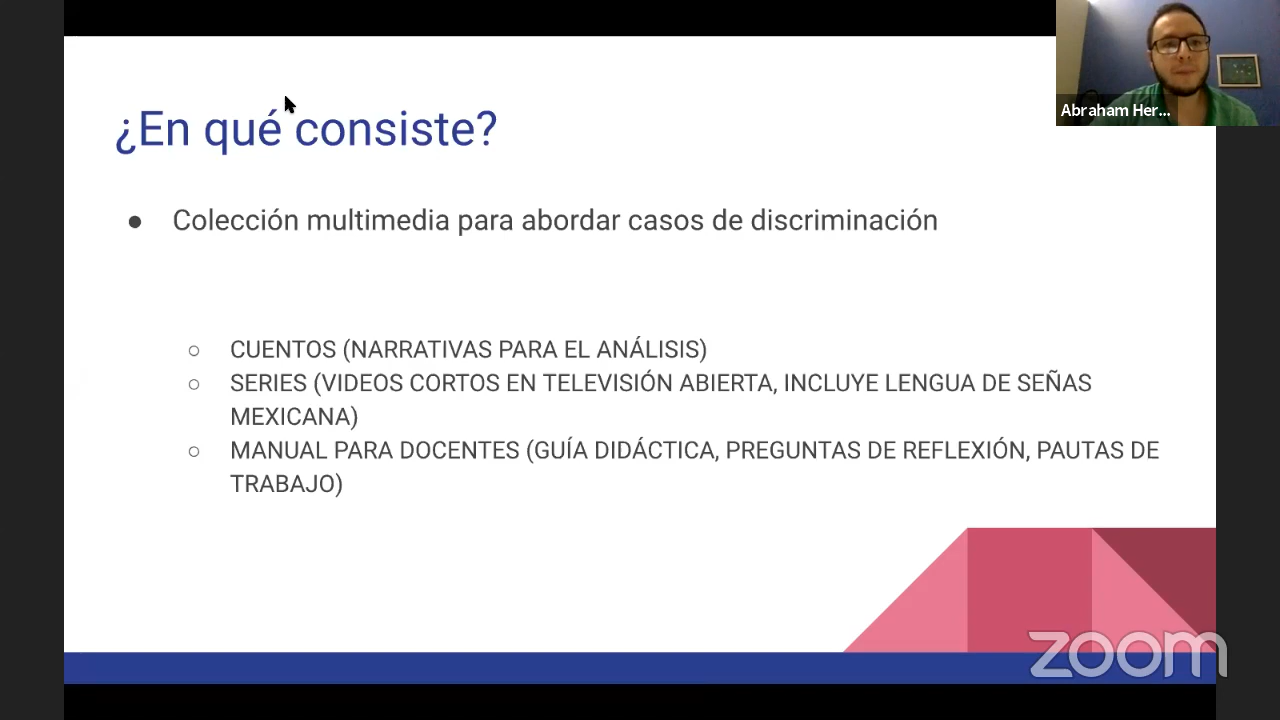 Abraham Her...
¿En qué consiste?
● Colección multimedia para abordar casos de discriminación
○ CUENTOS (NARRATIVAS PARA EL ANÁLISIS)
○ SERIES (VIDEOS CORTOS EN TELEVISIÓN ABIERTA, INCLUYE LENGUA DE SEÑAS
MEXICANA)
○ MANUAL PARA DOCENTES (GUÍA DIDÁCTICA, PREGUNTAS DE REFLEXIÓN, PAUTAS DE
TRABAJO)
zoom